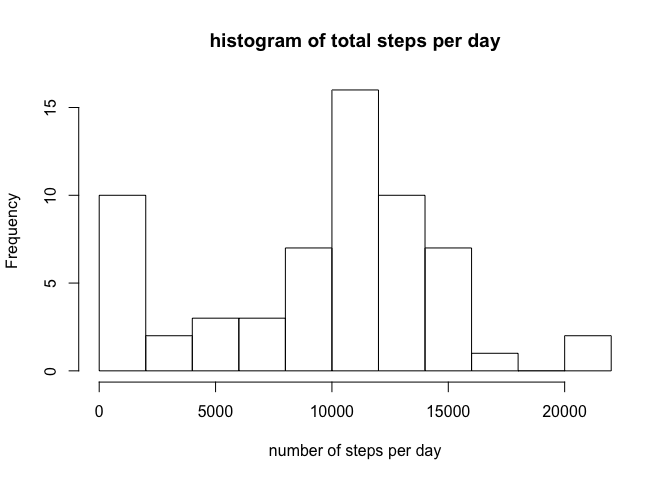 histogram of total steps per day
Frequency
15
10
5
0
0 5000 10000 15000 20000
number of steps per day